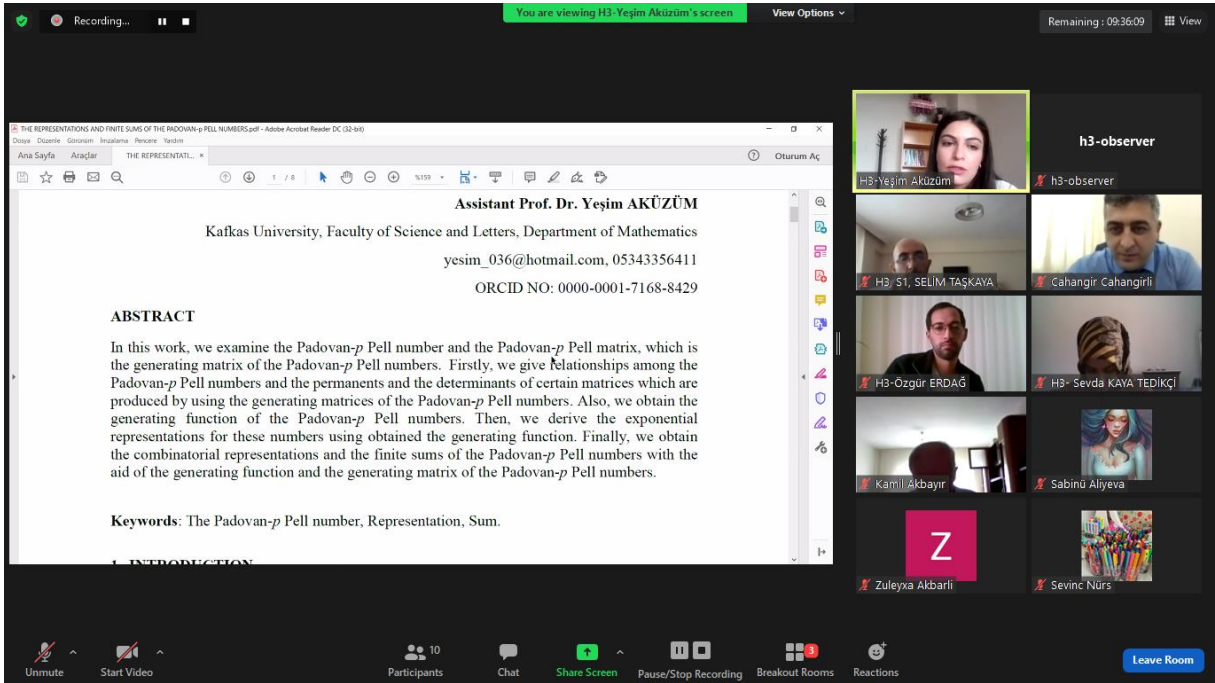 Recording...
You are viewing H3-Yeşim Aküzüm's screen
View Options
Remaining : 09:36:09
View
THE REPRESENTATIONS AND FINITE SUMS OF THE PADOVAN-p PELL NUMBERS.pdf - Adobe Acrobat Reader DC (32-bit)
Dosya Düzenle Görünüm İmzalama Pencere Yardım
Ana Sayfa Araçlar THE REPRESENTATI... × Oturum Aç
1 / 8 %159
Assistant Prof. Dr. Yeşim AKÜZÜM
Kafkas University, Faculty of Science and Letters, Department of Mathematics
yesim_036@hotmail.com, 05343356411
ORCID NO: 0000-0001-7168-8429
ABSTRACT
In this work, we examine the Padovan-p Pell number and the Padovan-p Pell matrix, which is
the generating matrix of the Padovan-p Pell numbers. Firstly, we give relationships among the
Padovan-p Pell numbers and the permanents and the determinants of certain matrices which are
produced by using the generating matrices of the Padovan-p Pell numbers. Also, we obtain the
generating function of the Padovan-p Pell numbers. Then, we derive the exponential
representations for these numbers using obtained the generating function. Finally, we obtain
the combinatorial representations and the finite sums of the Padovan-p Pell numbers with the
aid of the generating function and the generating matrix of the Padovan-p Pell numbers.
Keywords: The Padovan-p Pell number, Representation, Sum.
1. INTRODUCTION
H3-Yeşim Aküzüm
h3-observer
h3-observer
H3, S1, SELİM TAŞKAYA
Cahangir Cahangirli
H3-Özgür ERDAĞ
H3- Sevda KAYA TEDİKÇİ
Kamil Akbayır
Sabinü Aliyeva
Z
Zuleyxa Akbarli
Sevinc Nürs
Unmute
Start Video
Participants 10
Chat
Share Screen
Pause/Stop Recording
Breakout Rooms 3
Reactions
Leave Room